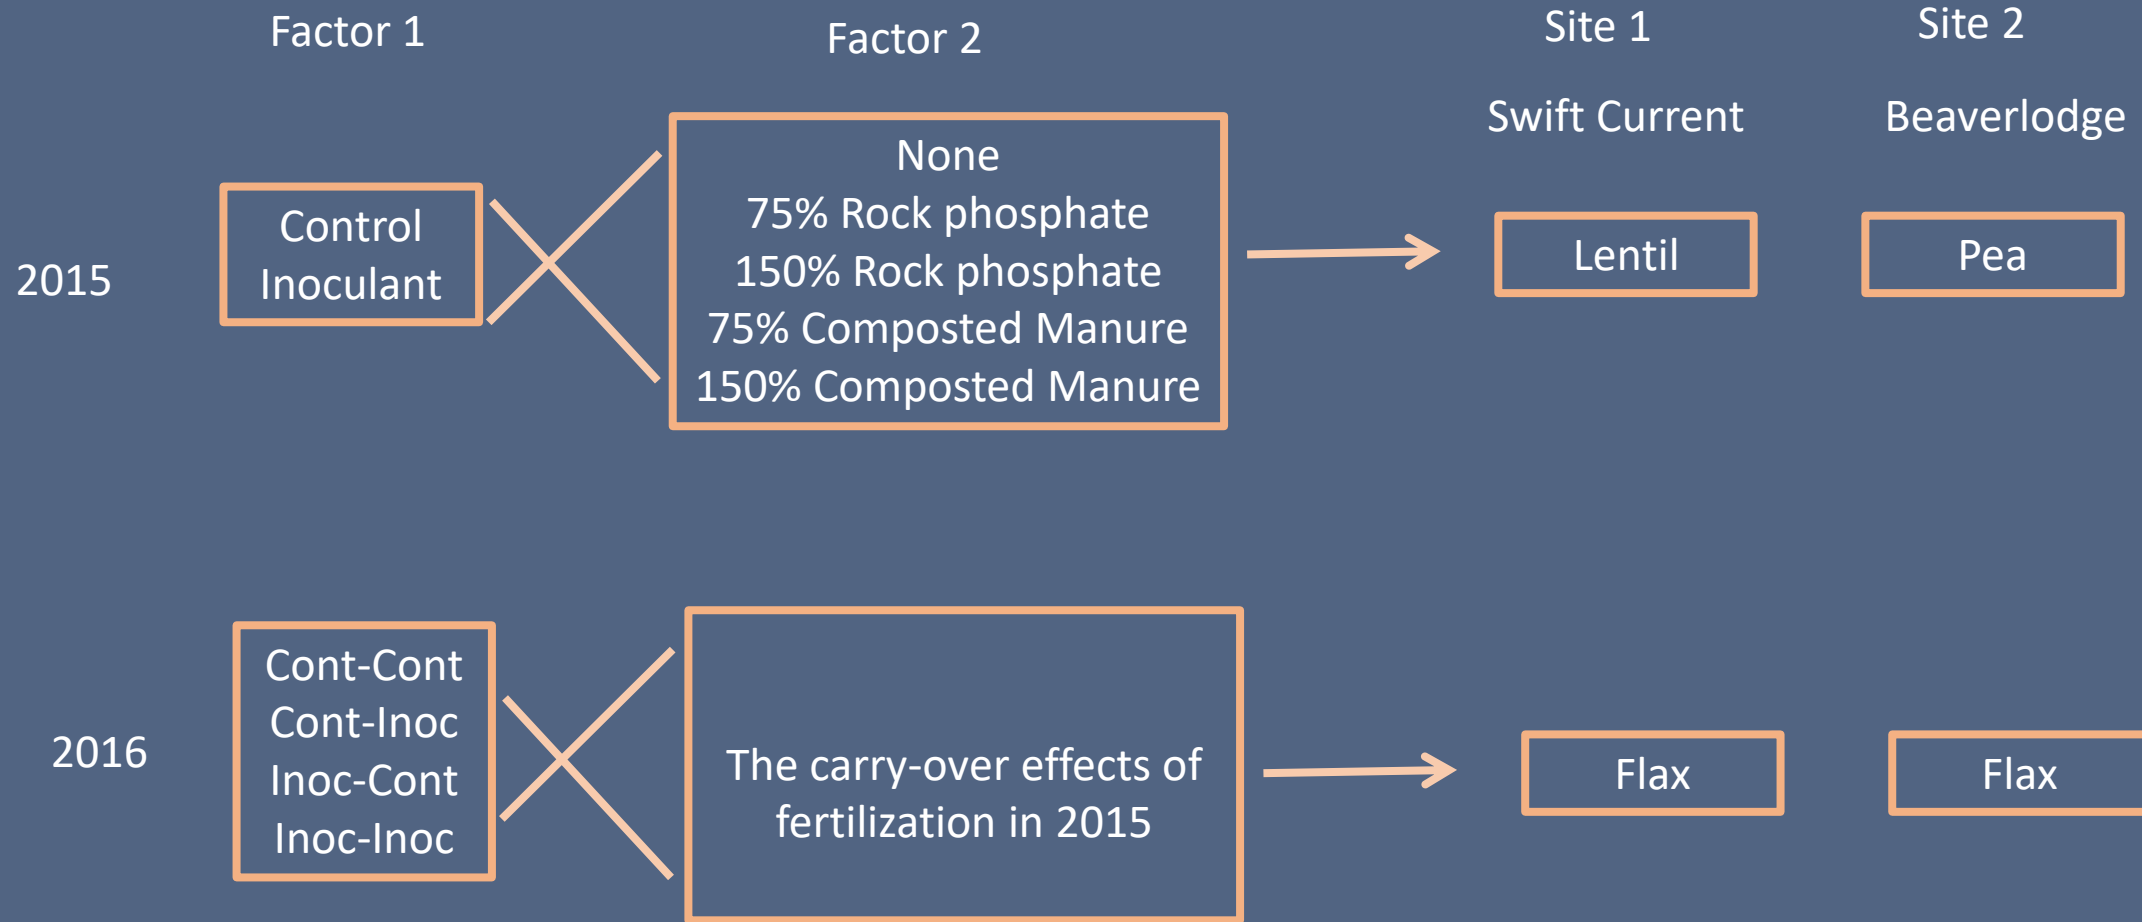 Factor 1
Factor 2
Site 1
Site 2
Swift Current
Beaverlodge
2015
Control
Inoculant
None
75% Rock phosphate
150% Rock phosphate
75% Composted Manure
150% Composted Manure
Lentil
Pea
2016
Cont-Cont
Cont-Inoc
Inoc-Cont
Inoc-Inoc
The carry-over effects of
fertilization in 2015
Flax
Flax